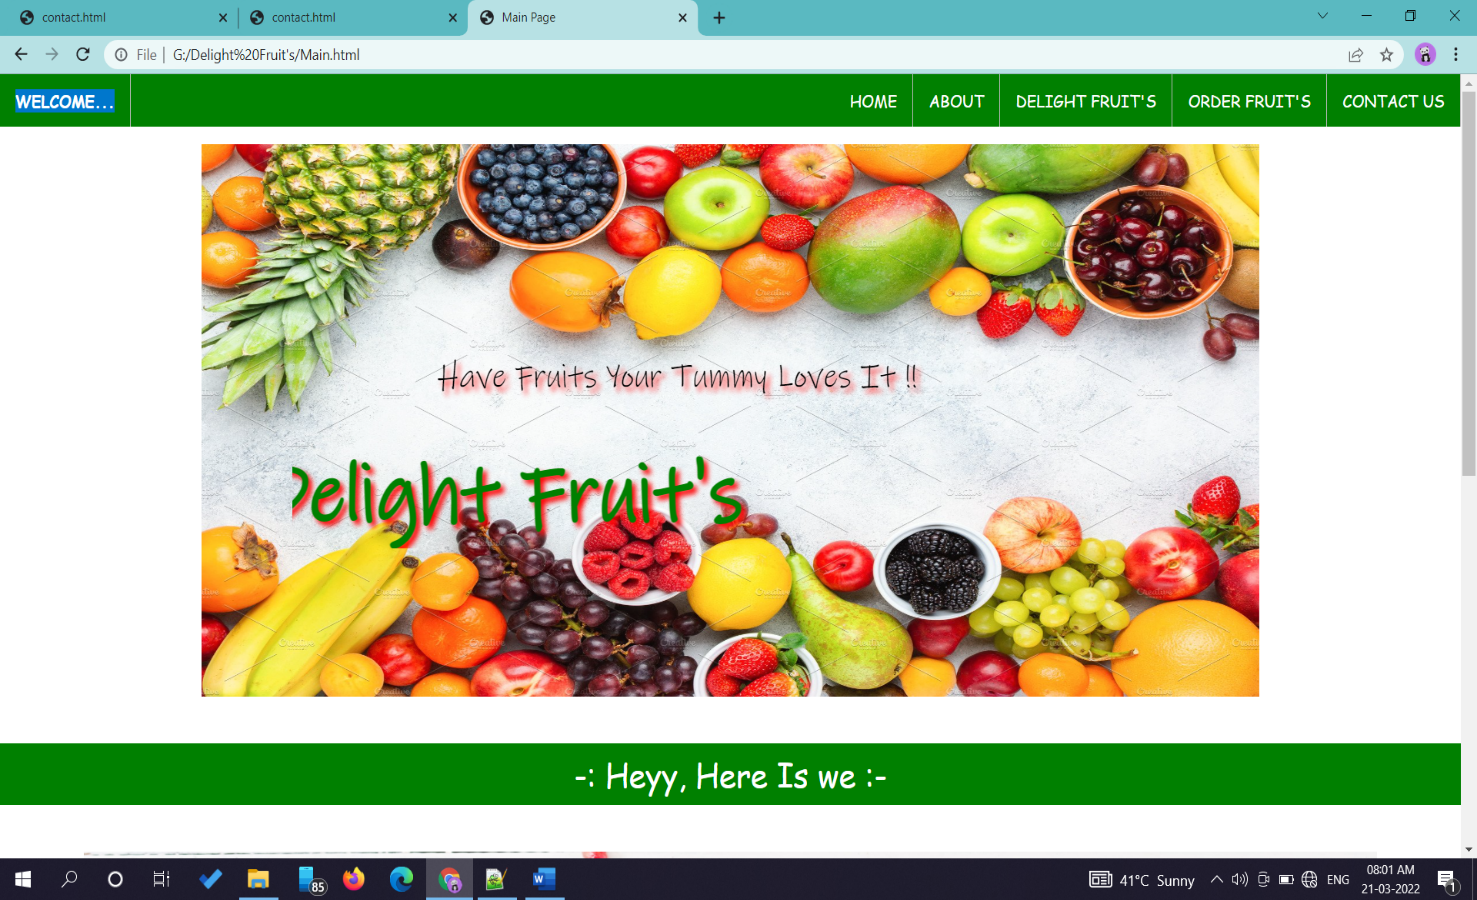 contact.html
contact.html
Main Page
File
G:/Delight%20Fruit's/Main.html
WELCOME...
HOME
ABOUT
DELIGHT FRUIT'S
ORDER FRUIT'S
CONTACT US
Have Fruits Your Tummy Loves It !!
Delight Fruit's
-: Heyy, Here Is we :-
85
41°C Sunny
ENG
08:01 AM
21-03-2022
1